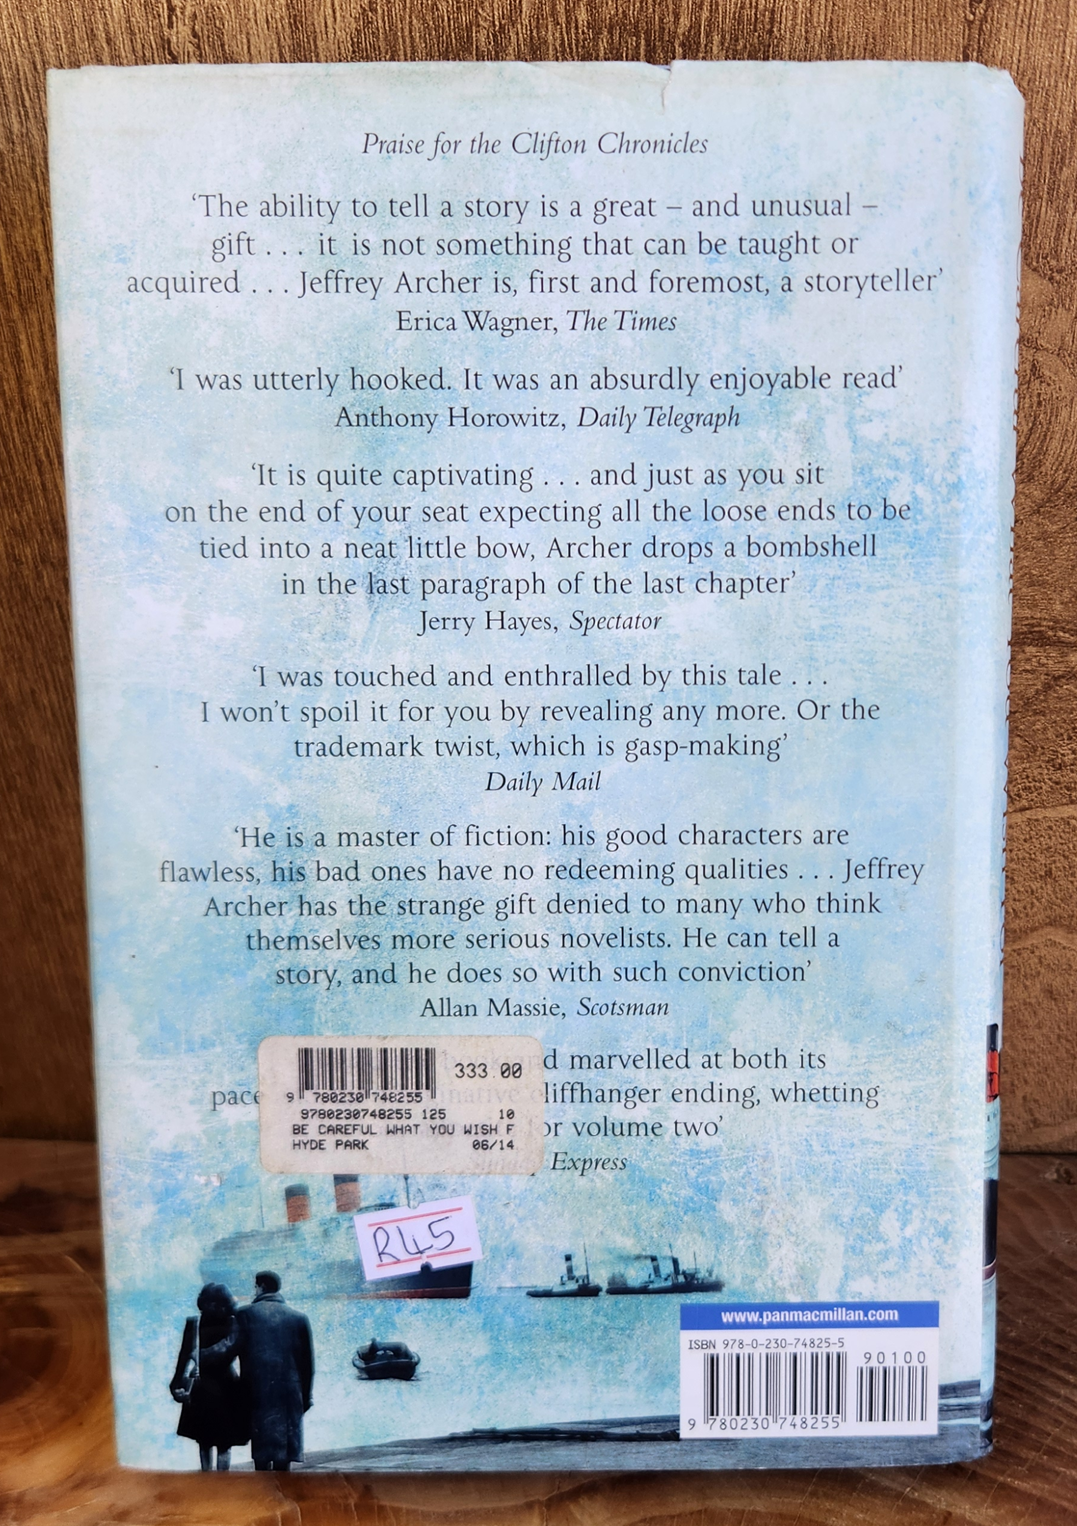 Praise for the Clifton Chronicles
‘The ability to tell a story is a great – and unusual –
gift . . . it is not something that can be taught or
acquired . . . Jeffrey Archer is, first and foremost, a storyteller’
Erica Wagner, The Times
‘I was utterly hooked. It was an absurdly enjoyable read’
Anthony Horowitz, Daily Telegraph
‘It is quite captivating . . . and just as you sit
on the end of your seat expecting all the loose ends to be
tied into a neat little bow, Archer drops a bombshell
in the last paragraph of the last chapter’
Jerry Hayes, Spectator
‘I was touched and enthralled by this tale . . .
I won’t spoil it for you by revealing any more. Or the
trademark twist, which is gasp-making’
Daily Mail
‘He is a master of fiction: his good characters are
flawless, his bad ones have no redeeming qualities . . . Jeffrey
Archer has the strange gift denied to many who think
themselves more serious novelists. He can tell a
story, and he does so with such conviction’
Allan Massie, Scotsman
marvelled at both its
pace liffhanger ending, whetting
or volume two’
Express
333.00
9 780230 748255
9780230748255 125 10
BE CAREFUL WHAT YOU WISH F
HYDE PARK 06/14
R45
www.panmacmillan.com
ISBN 978-0-230-74825-5
90100
9 780230 748255